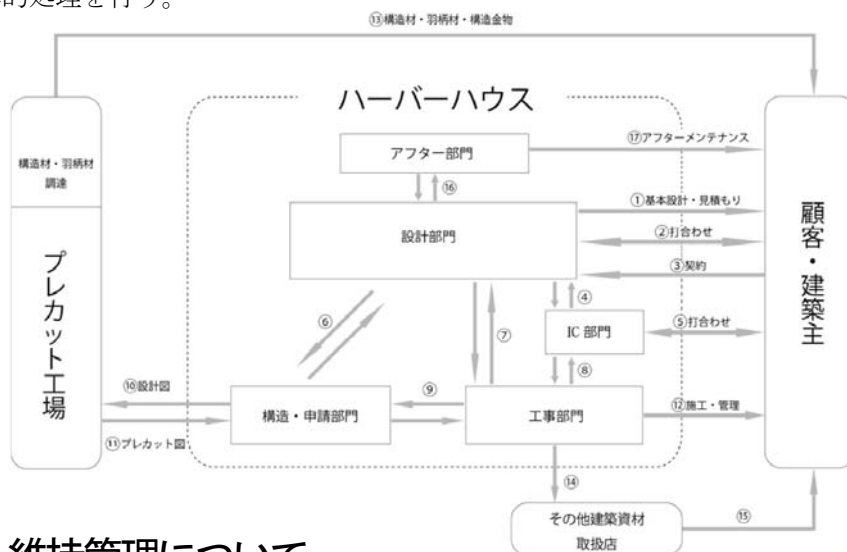 的処理を行う。
⑬構造材・羽柄材・構造金物
ハーバーハウス
アフター部門
⑰アフターメンテナンス
構造材・羽柄材
調達
⑯
①基本設計・見積もり
設計部門
②打合わせ
③契約
顧客・建築主
プレカット工場
④
⑥
⑦
IC 部門
⑤打合わせ
⑧
⑩設計図
⑨
構造・申請部門
工事部門
⑫施工・管理
⑪プレカット図
⑭
その他建築資材
取扱店
⑮
維持管理について